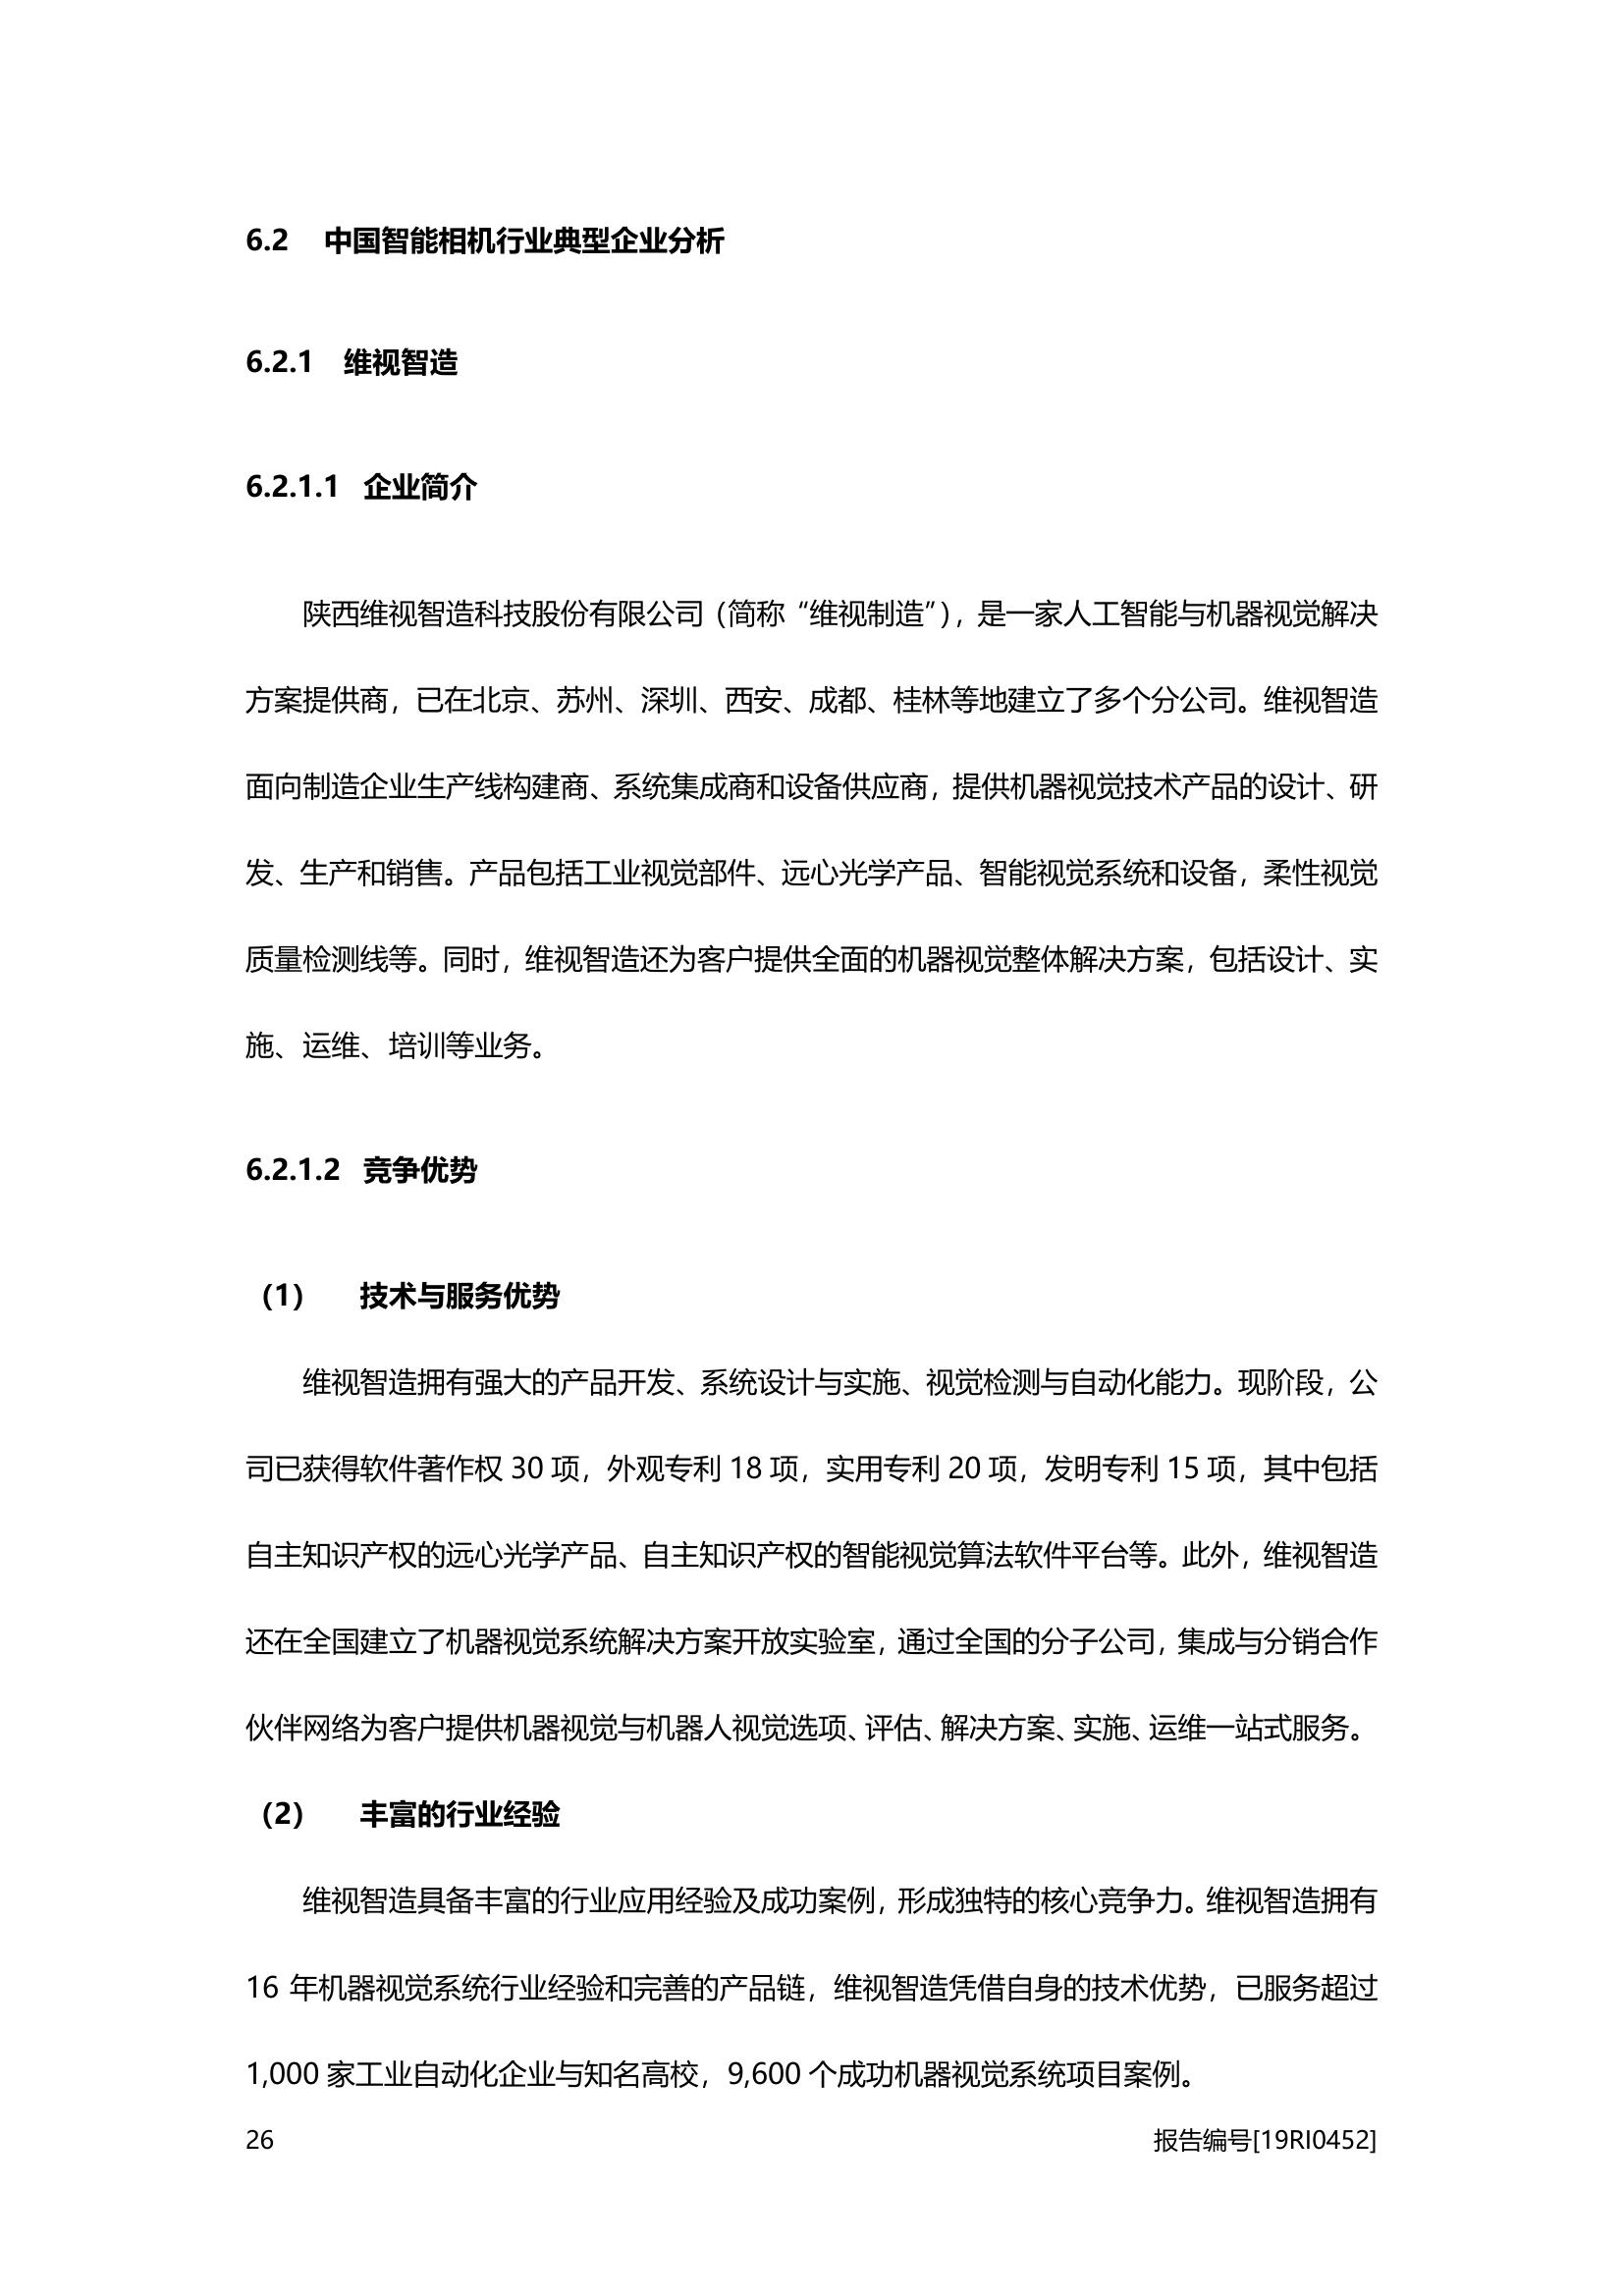 6.2 中国智能相机行业典型企业分析
6.2.1 维视智造
6.2.1.1 企业简介
陕西维视智造科技股份有限公司（简称“维视制造”），是一家人工智能与机器视觉解决
方案提供商，已在北京、苏州、深圳、西安、成都、桂林等地建立了多个分公司。维视智造
面向制造企业生产线构建商、系统集成商和设备供应商，提供机器视觉技术产品的设计、研
发、生产和销售。产品包括工业视觉部件、远心光学产品、智能视觉系统和设备，柔性视觉
质量检测线等。同时，维视智造还为客户提供全面的机器视觉整体解决方案，包括设计、实
施、运维、培训等业务。
6.2.1.2 竞争优势
（1） 技术与服务优势
维视智造拥有强大的产品开发、系统设计与实施、视觉检测与自动化能力。现阶段，公
司已获得软件著作权 30 项，外观专利 18 项，实用专利 20 项，发明专利 15 项，其中包括
自主知识产权的远心光学产品、自主知识产权的智能视觉算法软件平台等。此外，维视智造
还在全国建立了机器视觉系统解决方案开放实验室，通过全国的分子公司，集成与分销合作
伙伴网络为客户提供机器视觉与机器人视觉选项、评估、解决方案、实施、运维一站式服务。
（2） 丰富的行业经验
维视智造具备丰富的行业应用经验及成功案例，形成独特的核心竞争力。维视智造拥有
16 年机器视觉系统行业经验和完善的产品链，维视智造凭借自身的技术优势，已服务超过
1,000 家工业自动化企业与知名高校，9,600 个成功机器视觉系统项目案例。
26 报告编号[19RI0452]